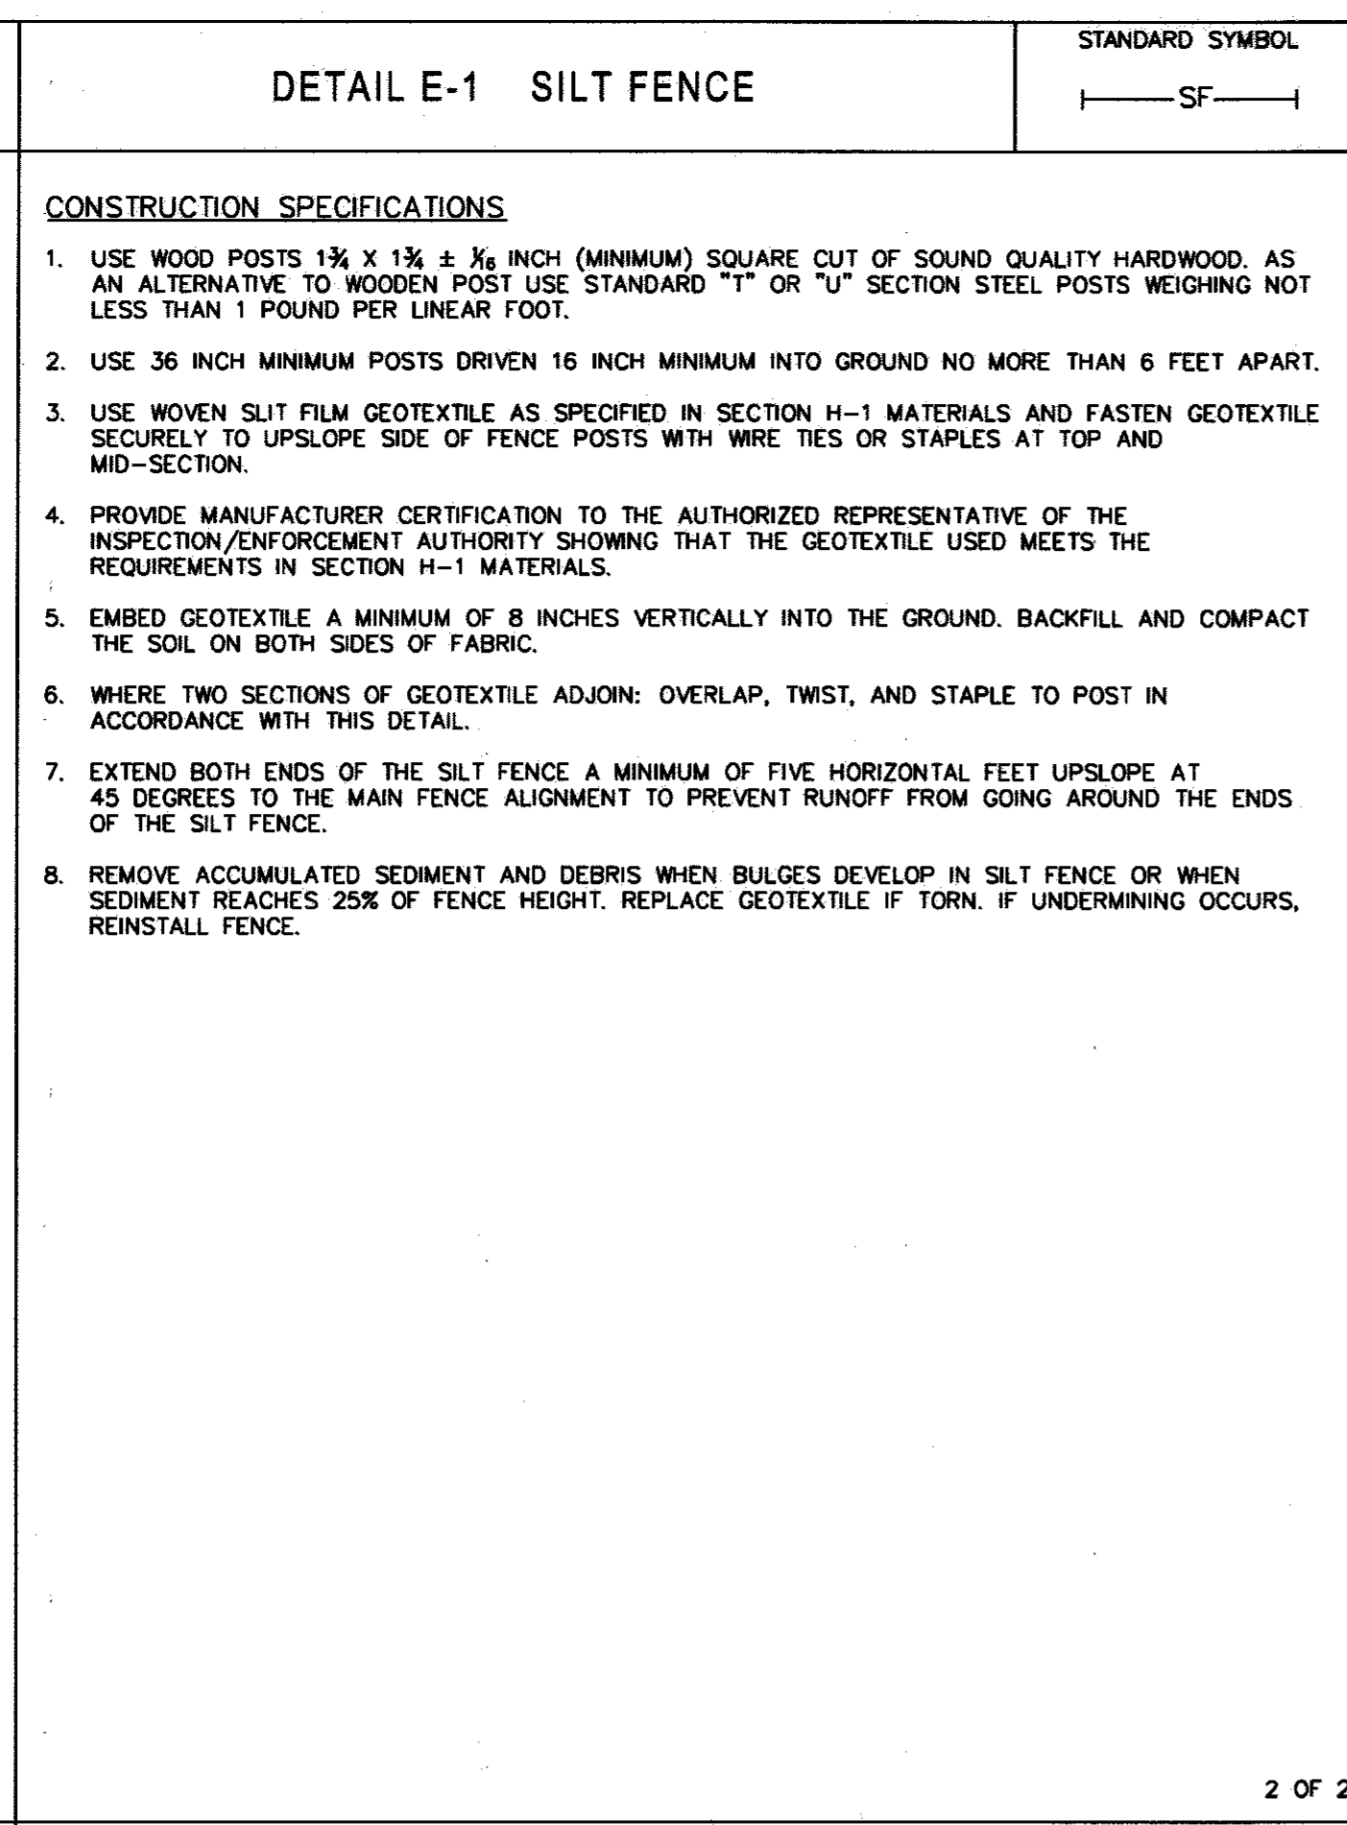 DETAIL E-1 SILT FENCE
STANDARD SYMBOL
SF
CONSTRUCTION SPECIFICATIONS
1. USE WOOD POSTS 1¾ X 1¾ ± 1/16 INCH (MINIMUM) SQUARE CUT OF SOUND QUALITY HARDWOOD. AS
AN ALTERNATIVE TO WOODEN POST USE STANDARD "T" OR "U" SECTION STEEL POSTS WEIGHING NOT
LESS THAN 1 POUND PER LINEAR FOOT.
2. USE 36 INCH MINIMUM POSTS DRIVEN 16 INCH MINIMUM INTO GROUND NO MORE THAN 6 FEET APART.
3. USE WOVEN SLIT FILM GEOTEXTILE AS SPECIFIED IN SECTION H-1 MATERIALS AND FASTEN GEOTEXTILE
SECURELY TO UPSLOPE SIDE OF FENCE POSTS WITH WIRE TIES OR STAPLES AT TOP AND
MID-SECTION.
4. PROVIDE MANUFACTURER CERTIFICATION TO THE AUTHORIZED REPRESENTATIVE OF THE
INSPECTION/ENFORCEMENT AUTHORITY SHOWING THAT THE GEOTEXTILE USED MEETS THE
REQUIREMENTS IN SECTION H-1 MATERIALS.
5. EMBED GEOTEXTILE A MINIMUM OF 8 INCHES VERTICALLY INTO THE GROUND. BACKFILL AND COMPACT
THE SOIL ON BOTH SIDES OF FABRIC.
6. WHERE TWO SECTIONS OF GEOTEXTILE ADJOIN: OVERLAP, TWIST, AND STAPLE TO POST IN
ACCORDANCE WITH THIS DETAIL.
7. EXTEND BOTH ENDS OF THE SILT FENCE A MINIMUM OF FIVE HORIZONTAL FEET UPSLOPE AT
45 DEGREES TO THE MAIN FENCE ALIGNMENT TO PREVENT RUNOFF FROM GOING AROUND THE ENDS
OF THE SILT FENCE.
8. REMOVE ACCUMULATED SEDIMENT AND DEBRIS WHEN BULGES DEVELOP IN SILT FENCE OR WHEN
SEDIMENT REACHES 25% OF FENCE HEIGHT. REPLACE GEOTEXTILE IF TORN. IF UNDERMINING OCCURS,
REINSTALL FENCE.
2 OF 2